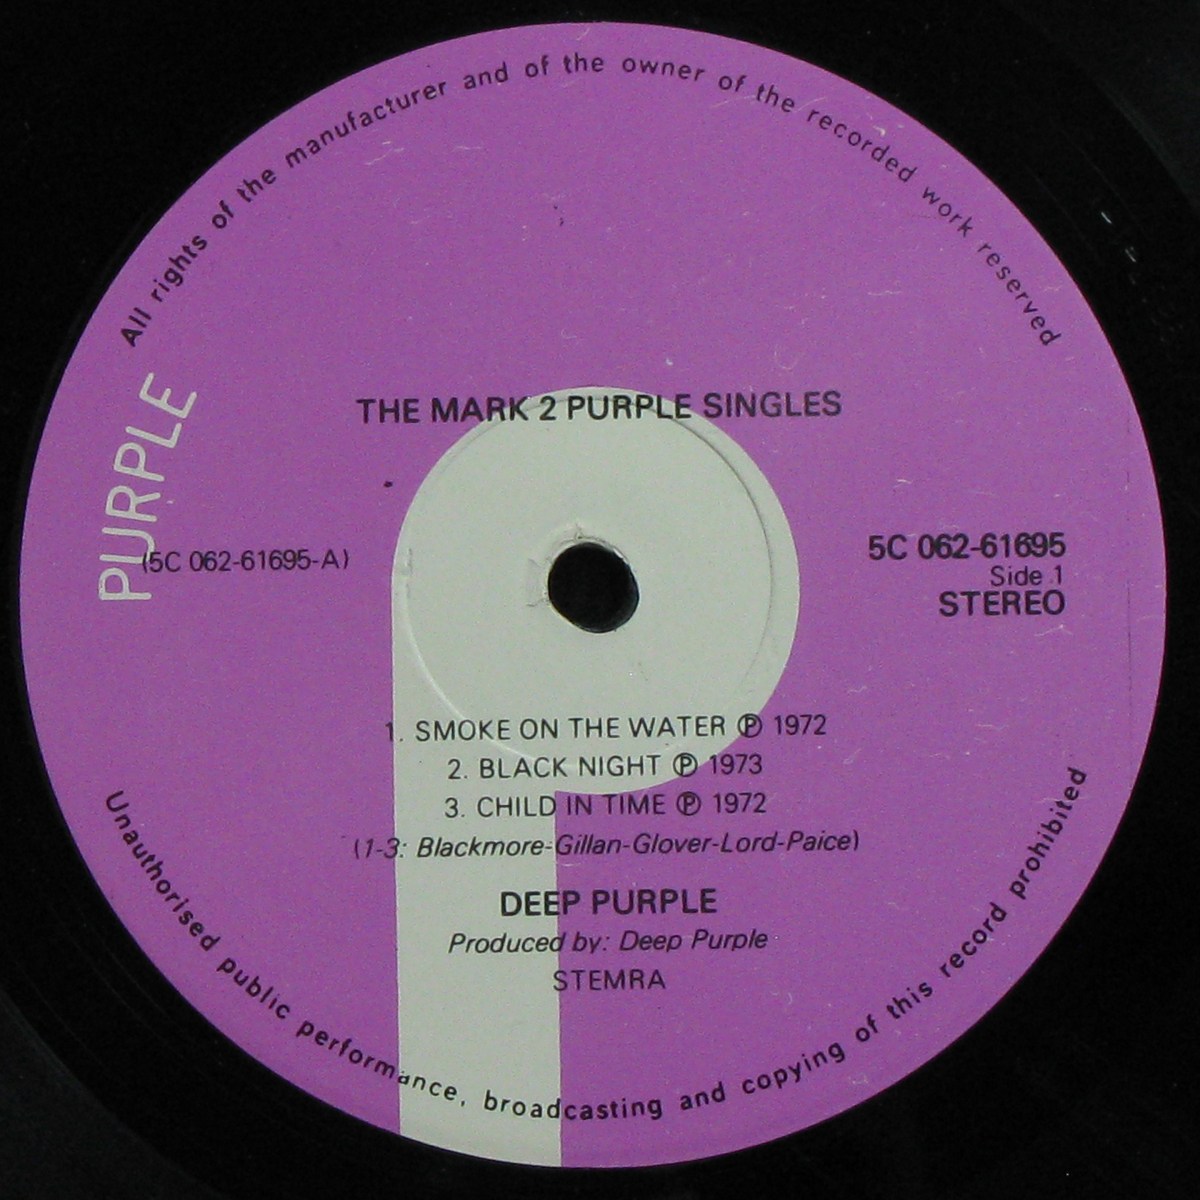 All rights of the manufacturer and of the owner of the recorded work reserved
PURPLE
THE MARK 2 PURPLE SINGLES
(5C 062-61695-A)
5C 062-61695
Side 1
STEREO
1. SMOKE ON THE WATER ℗ 1972
2. BLACK NIGHT ℗ 1973
3. CHILD IN TIME ℗ 1972
(1-3: Blackmore-Gillan-Glover-Lord-Paice)
DEEP PURPLE
Produced by: Deep Purple
STEMRA
Unauthorised public performance, broadcasting and copying of this record prohibited